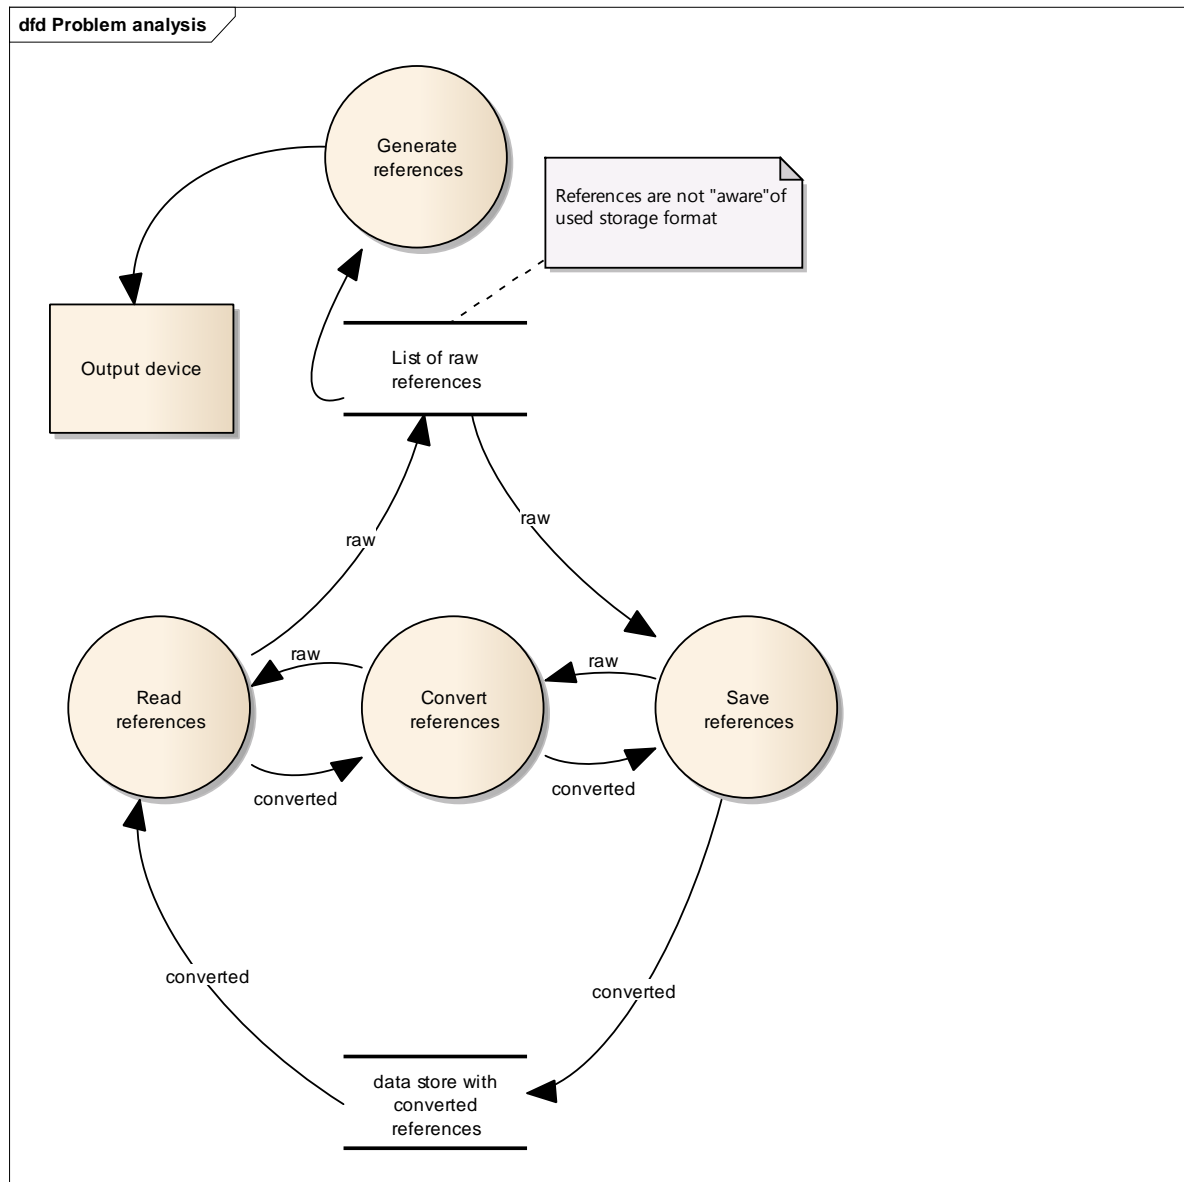 dfd Problem analysis
Generate
references
References are not "aware"of
used storage format
Output device
List of raw
references
raw
raw
raw
raw
Read
references
Convert
references
Save
references
converted
converted
converted
converted
data store with
converted
references